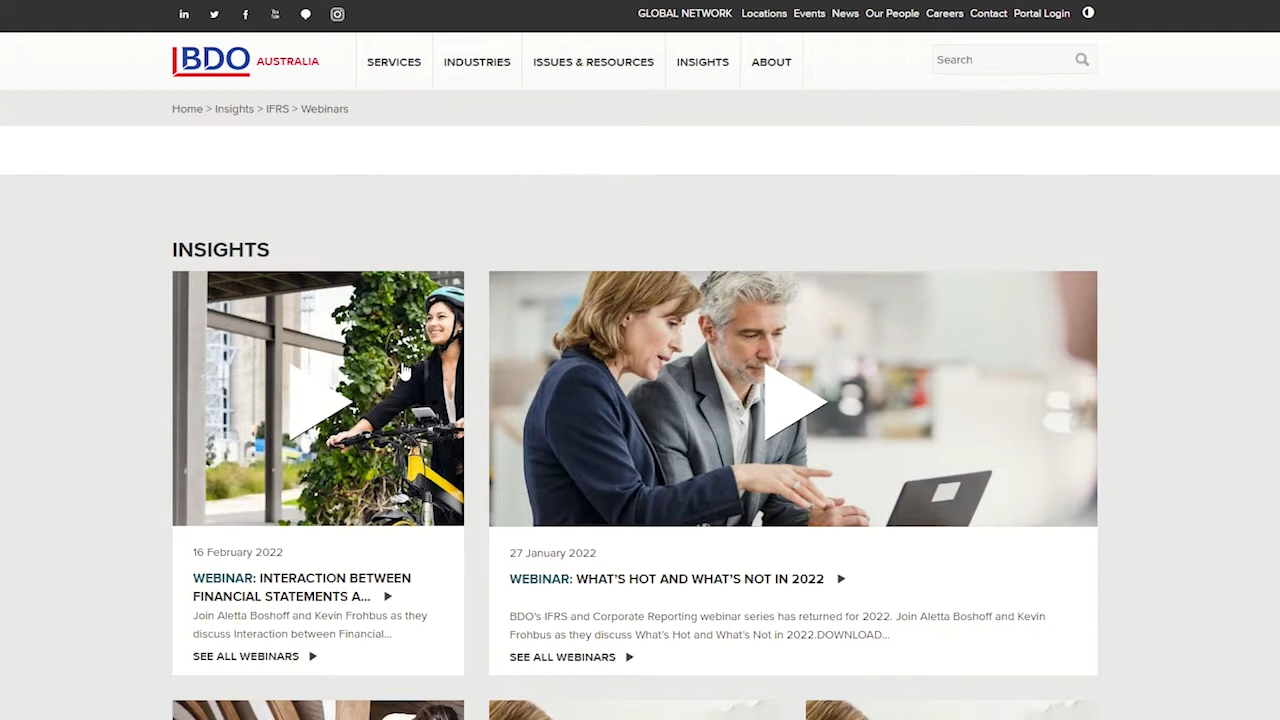 GLOBAL NETWORK Locations Events News Our People Careers Contact Portal Login
BDO AUSTRALIA SERVICES INDUSTRIES ISSUES & RESOURCES INSIGHTS ABOUT Search
Home > Insights > IFRS > Webinars
INSIGHTS
16 February 2022
WEBINAR: INTERACTION BETWEEN
FINANCIAL STATEMENTS A...
Join Aletta Boshoff and Kevin Frohbus as they
discuss Interaction between Financial...
SEE ALL WEBINARS
27 January 2022
WEBINAR: WHAT'S HOT AND WHAT'S NOT IN 2022
BDO's IFRS and Corporate Reporting webinar series has returned for 2022. Join Aletta Boshoff and Kevin
Frohbus as they discuss What's Hot and What's Not in 2022.DOWNLOAD...
SEE ALL WEBINARS